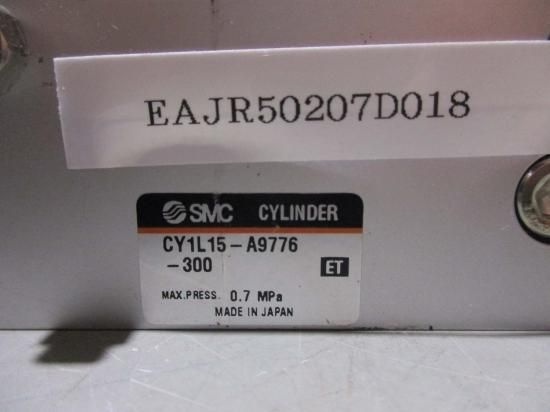 EAJR50207D018
SMC CYLINDER
CY1L15-A9776
-300 ET
MAX.PRESS. 0.7 MPa
MADE IN JAPAN